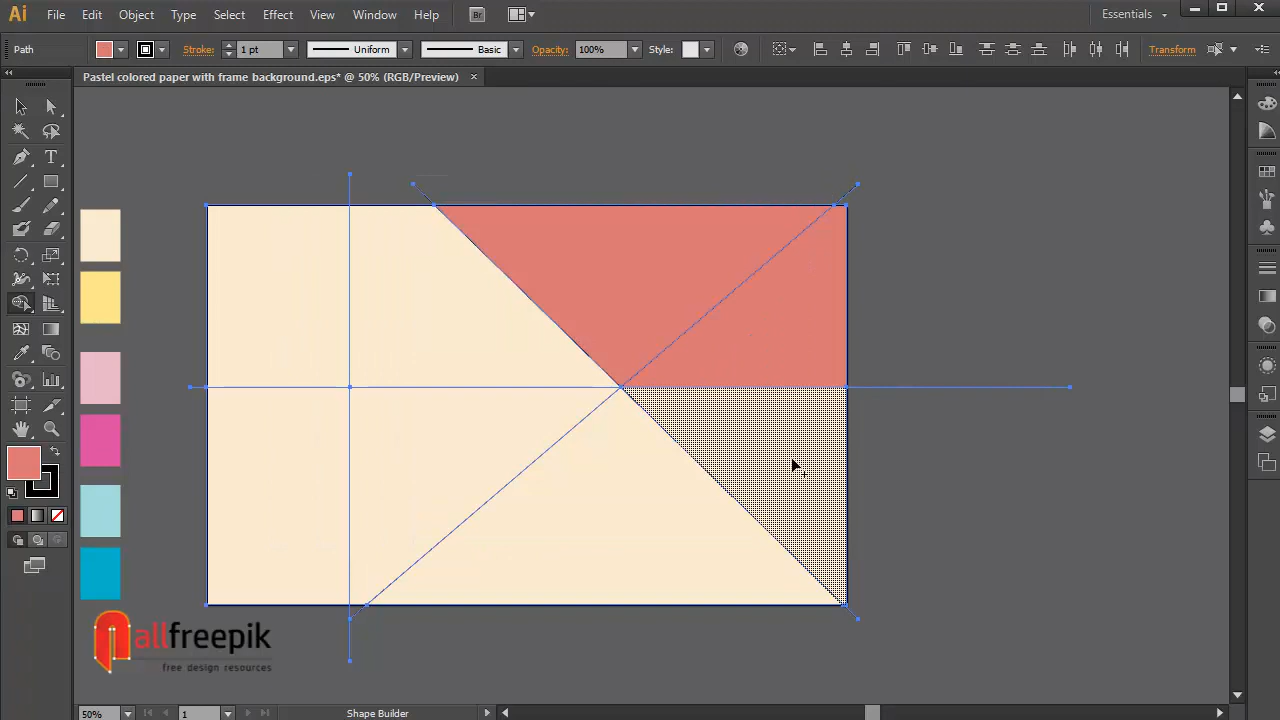 Ai File Edit Object Type Select Effect View Window Help Br Essentials
Path Stroke: 1 pt Uniform Basic Opacity: 100% Style: Transform
Pastel colored paper with frame background.eps* @ 50% (RGB/Preview) ×
allfreepik
free design resources
50% 1 Shape Builder